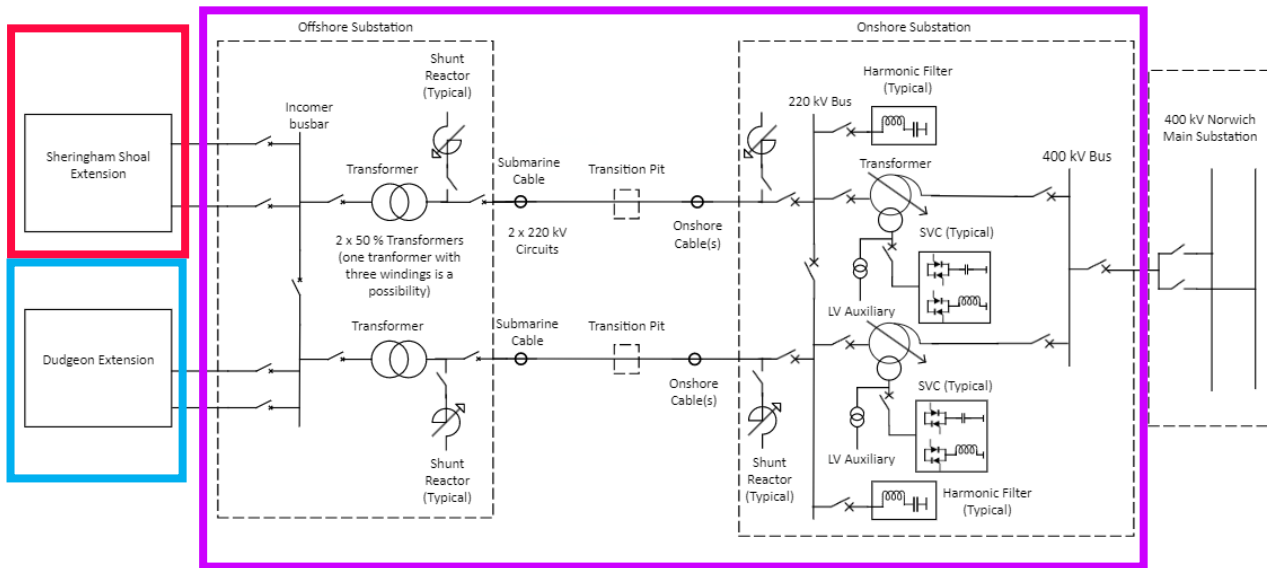 Offshore Substation
Onshore Substation
Shunt
Reactor
(Typical)
Harmonic Filter
(Typical)
Incomer
busbar
220 kV Bus
400 kV Norwich
Main Substation
Sheringham Shoal
Extension
Transformer
Submarine
Cable
Transition Pit
Transformer
400 kV Bus
2 x 220 kV
Circuits
Onshore
Cable(s)
SVC (Typical)
2 x 50 % Transformers
(one tranformer with
three windings is a
possibility)
LV Auxiliary
Dudgeon Extension
Transformer
Submarine
Cable
Transition Pit
Transformer
Onshore
Cable(s)
SVC (Typical)
LV Auxiliary
Shunt
Reactor
(Typical)
Shunt
Reactor
(Typical)
Harmonic Filter
(Typical)